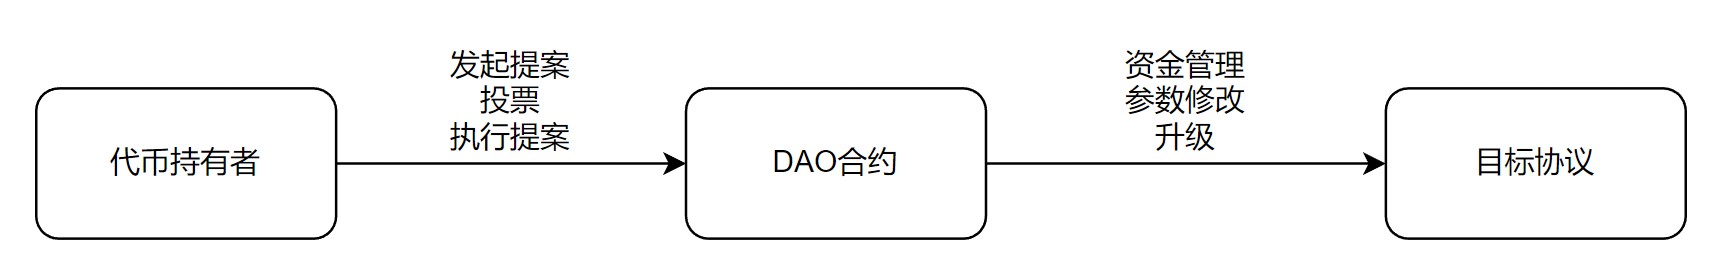 代币持有者
发起提案
投票
执行提案
DAO合约
资金管理
参数修改
升级
目标协议